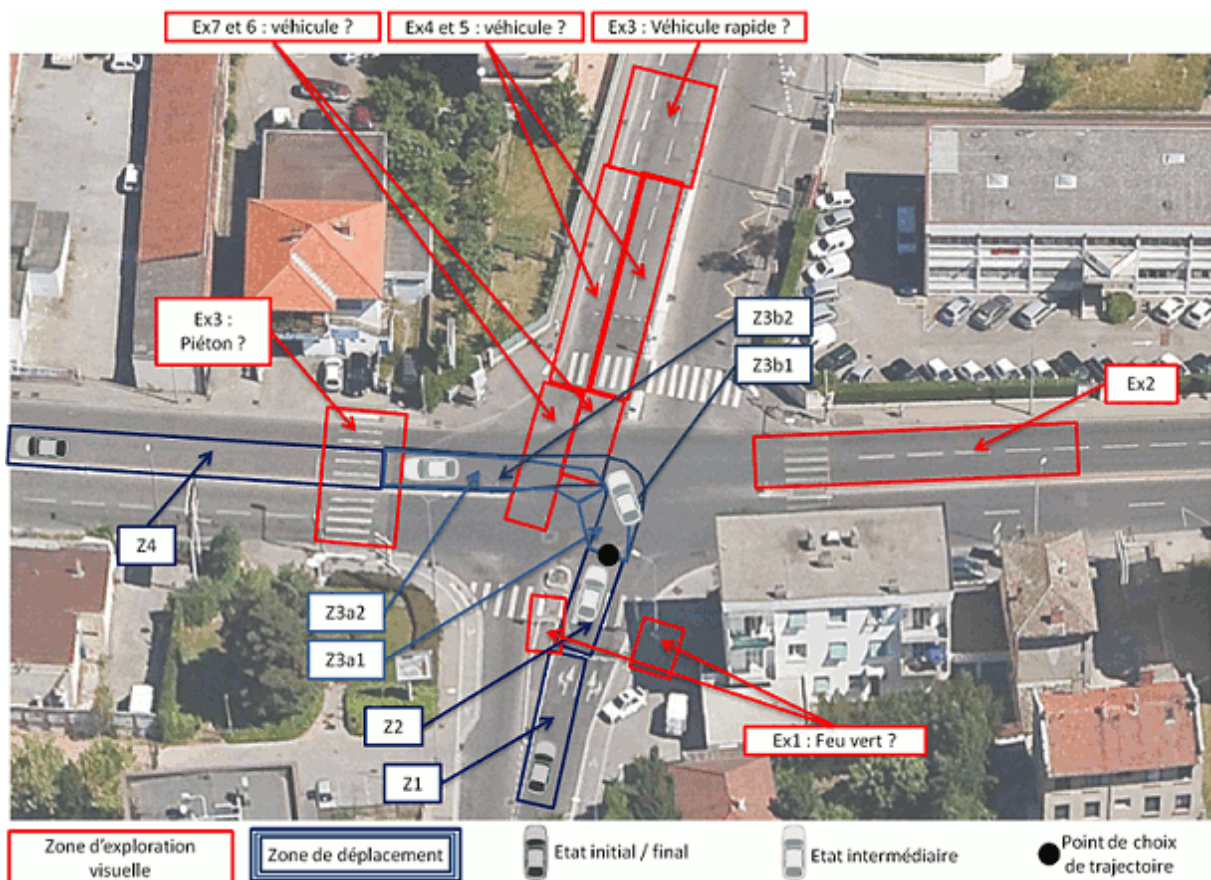 Ex7 et 6 : véhicule ?
Ex4 et 5 : véhicule ?
Ex3 : Véhicule rapide ?
Ex3 :
Piéton ?
Z3b2
Z3b1
Ex2
Z4
Z3a2
Z3a1
Z2
Z1
Ex1 : Feu vert ?
Zone d'exploration
visuelle
Zone de déplacement
Etat initial / final
Etat intermédiaire
Point de choix
de trajectoire